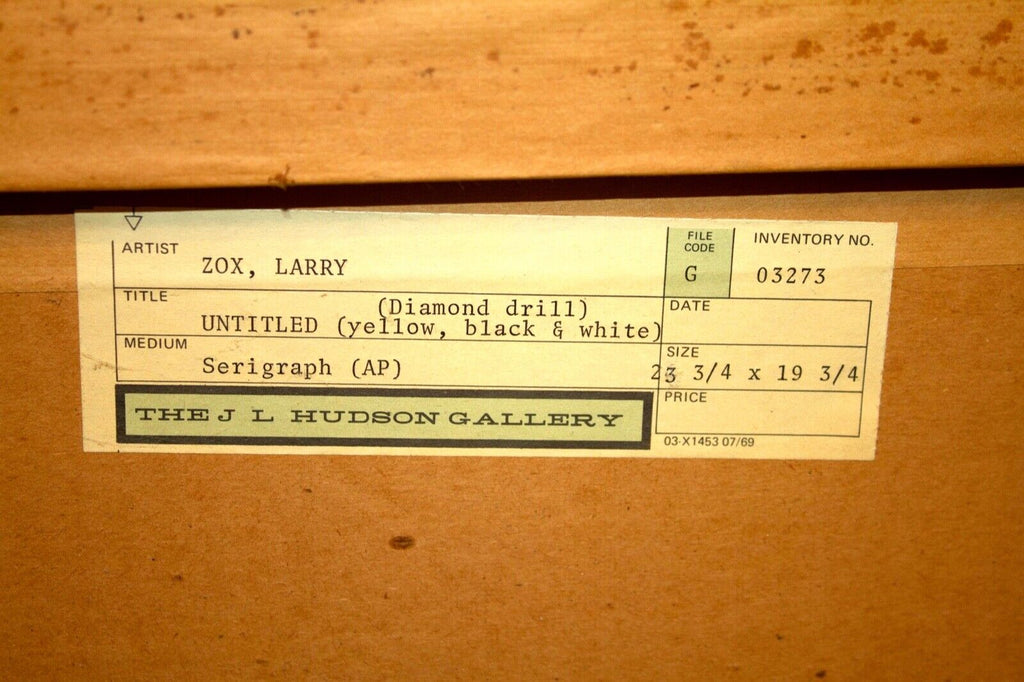 ARTIST
ZOX, LARRY
FILE CODE
G
INVENTORY NO.
03273
TITLE
(Diamond drill)
UNTITLED (yellow, black & white)
DATE
MEDIUM
Serigraph (AP)
SIZE
23 3/4 x 19 3/4
PRICE
THE J L HUDSON GALLERY
03-X1453 07/69